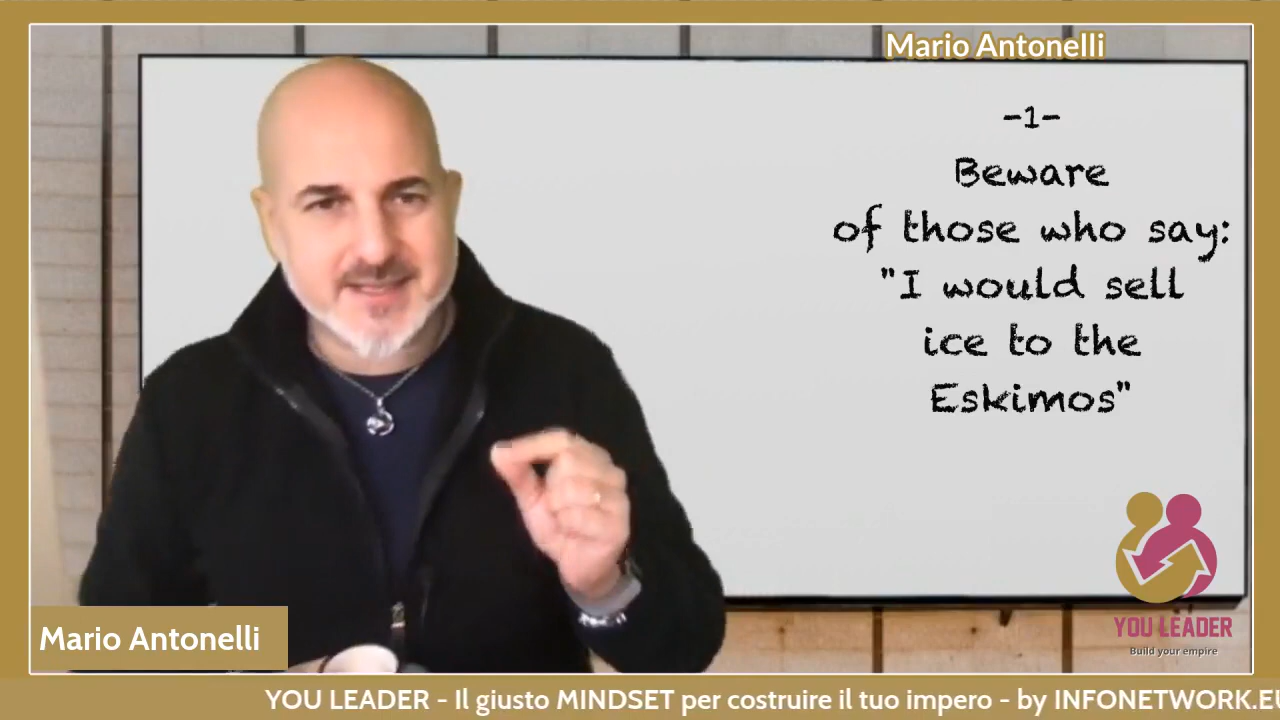 Mario Antonelli
-1-
Beware
of those who say:
"I would sell
ice to the
Eskimos"
YOU LEADER
Build your empire
Mario Antonelli
YOU LEADER - Il giusto MINDSET per costruire il tuo impero - by INFONETWORK.EU